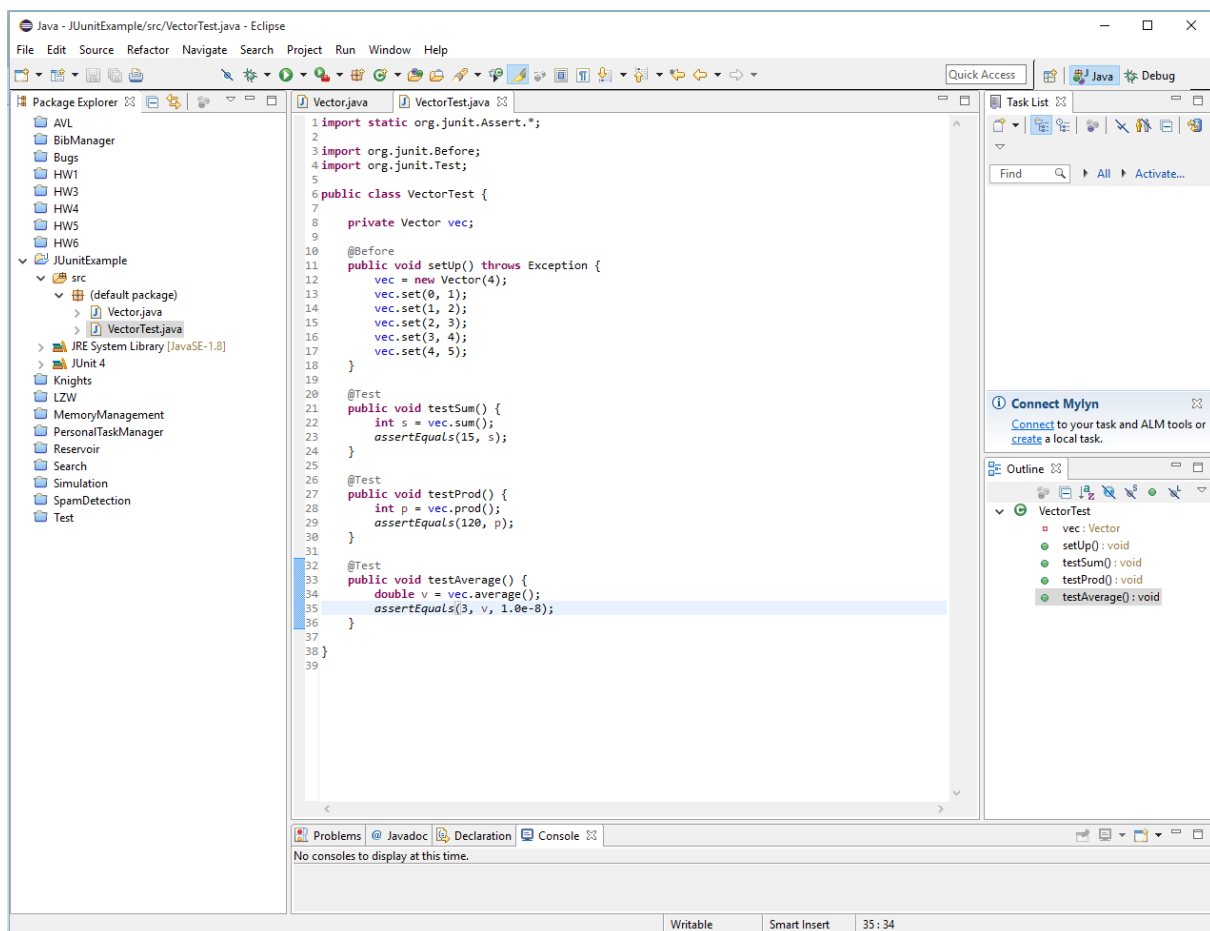 Java - JUunitExample/src/VectorTest.java - Eclipse
File Edit Source Refactor Navigate Search Project Run Window Help
Quick Access
Java
Debug
Package Explorer
AVL
BibManager
Bugs
HW1
HW3
HW4
HW5
HW6
JUunitExample
src
(default package)
Vector.java
VectorTest.java
JRE System Library [JavaSE-1.8]
JUnit 4
Knights
LZW
MemoryManagement
PersonalTaskManager
Reservoir
Search
Simulation
SpamDetection
Test
Vector.java VectorTest.java
1 import static org.junit.Assert.*;
2
3 import org.junit.Before;
4 import org.junit.Test;
5
6 public class VectorTest {
7
8 private Vector vec;
9
10 @Before
11 public void setUp() throws Exception {
12 vec = new Vector(4);
13 vec.set(0, 1);
14 vec.set(1, 2);
15 vec.set(2, 3);
16 vec.set(3, 4);
17 vec.set(4, 5);
18 }
19
20 @Test
21 public void testSum() {
22 int s = vec.sum();
23 assertEquals(15, s);
24 }
25
26 @Test
27 public void testProd() {
28 int p = vec.prod();
29 assertEquals(120, p);
30 }
31
32 @Test
33 public void testAverage() {
34 double v = vec.average();
35 assertEquals(3, v, 1.0e-8);
36 }
37
38 }
39
Task List
Find All Activate...
Connect Mylyn
Connect to your task and ALM tools or
create a local task.
Outline
VectorTest
vec : Vector
setUp() : void
testSum() : void
testProd() : void
testAverage() : void
Problems @ Javadoc Declaration Console
No consoles to display at this time.
Writable Smart Insert 35 : 34